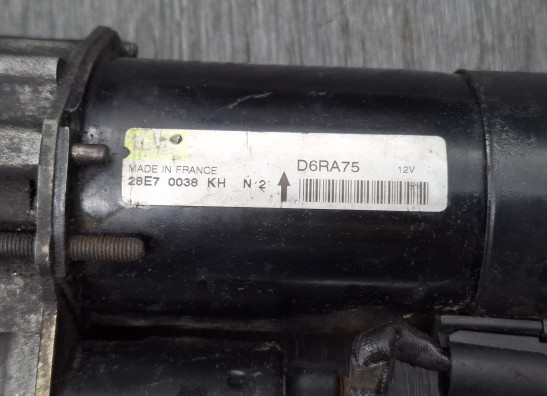 MADE IN FRANCE
28E7 0038 KH N 2
D6RA75 12V